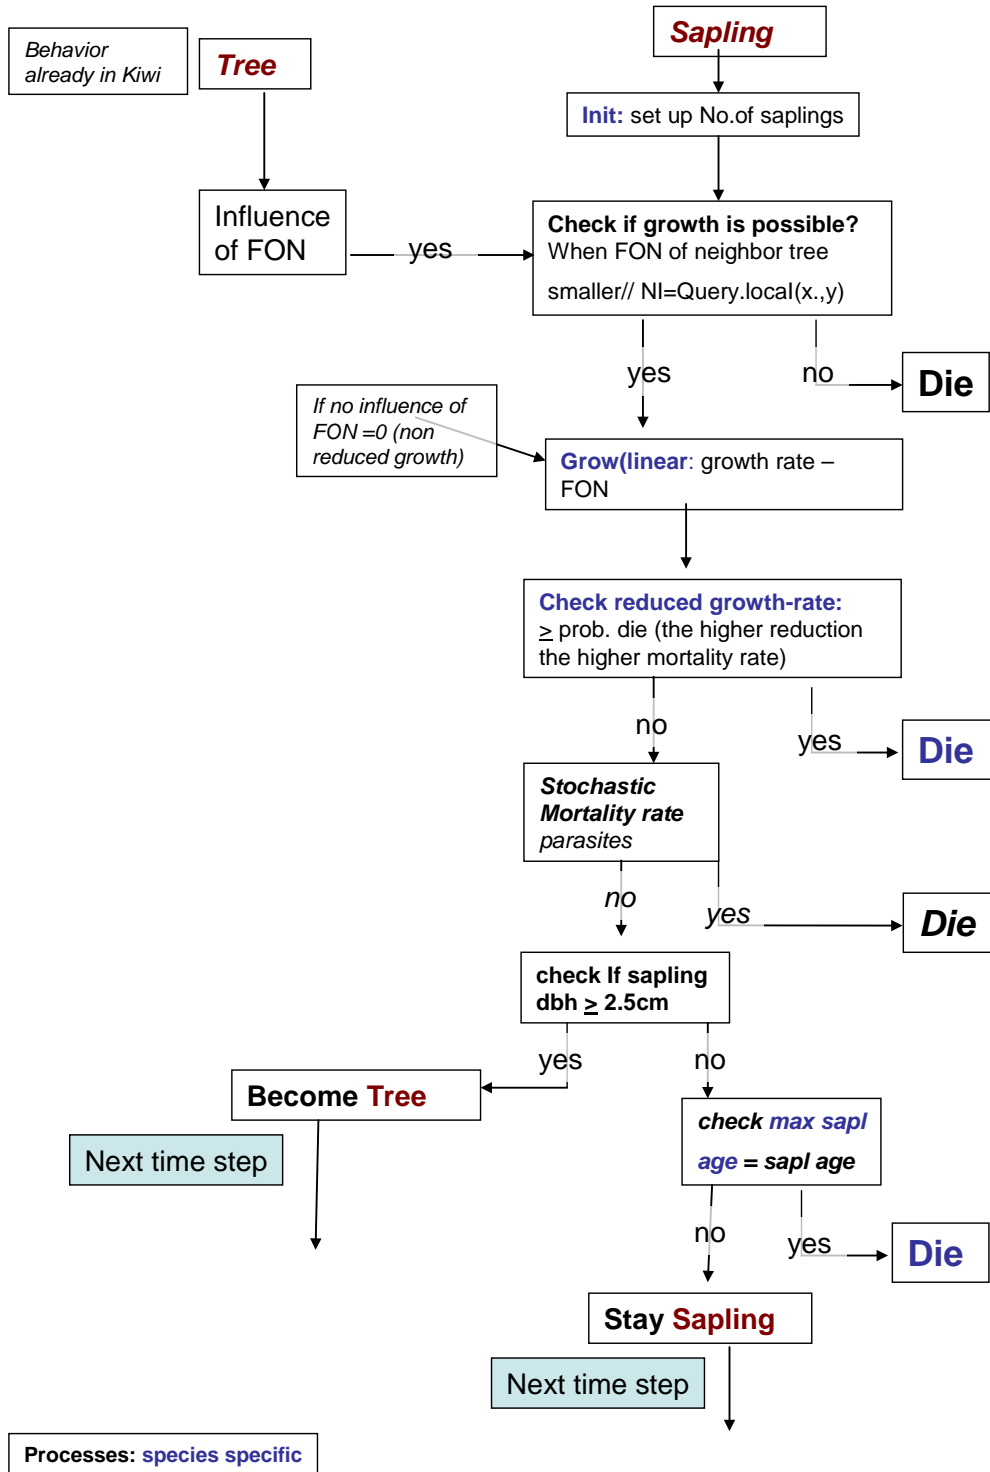 Behavior
already in Kiwi
Tree
Sapling
Init: set up No.of saplings
Influence
of FON
yes
Check if growth is possible?
When FON of neighbor tree
smaller// NI=Query.local(x.,y)
yes
no
Die
If no influence of
FON =0 (non
reduced growth)
Grow(linear: growth rate –
FON
Check reduced growth-rate:
≥ prob. die (the higher reduction
the higher mortality rate)
no
yes
Die
Stochastic
Mortality rate
parasites
no
yes
Die
check If sapling
dbh ≥ 2.5cm
yes
no
Become Tree
Next time step
check max sapl
age = sapl age
no
yes
Die
Stay Sapling
Next time step
Processes: species specific